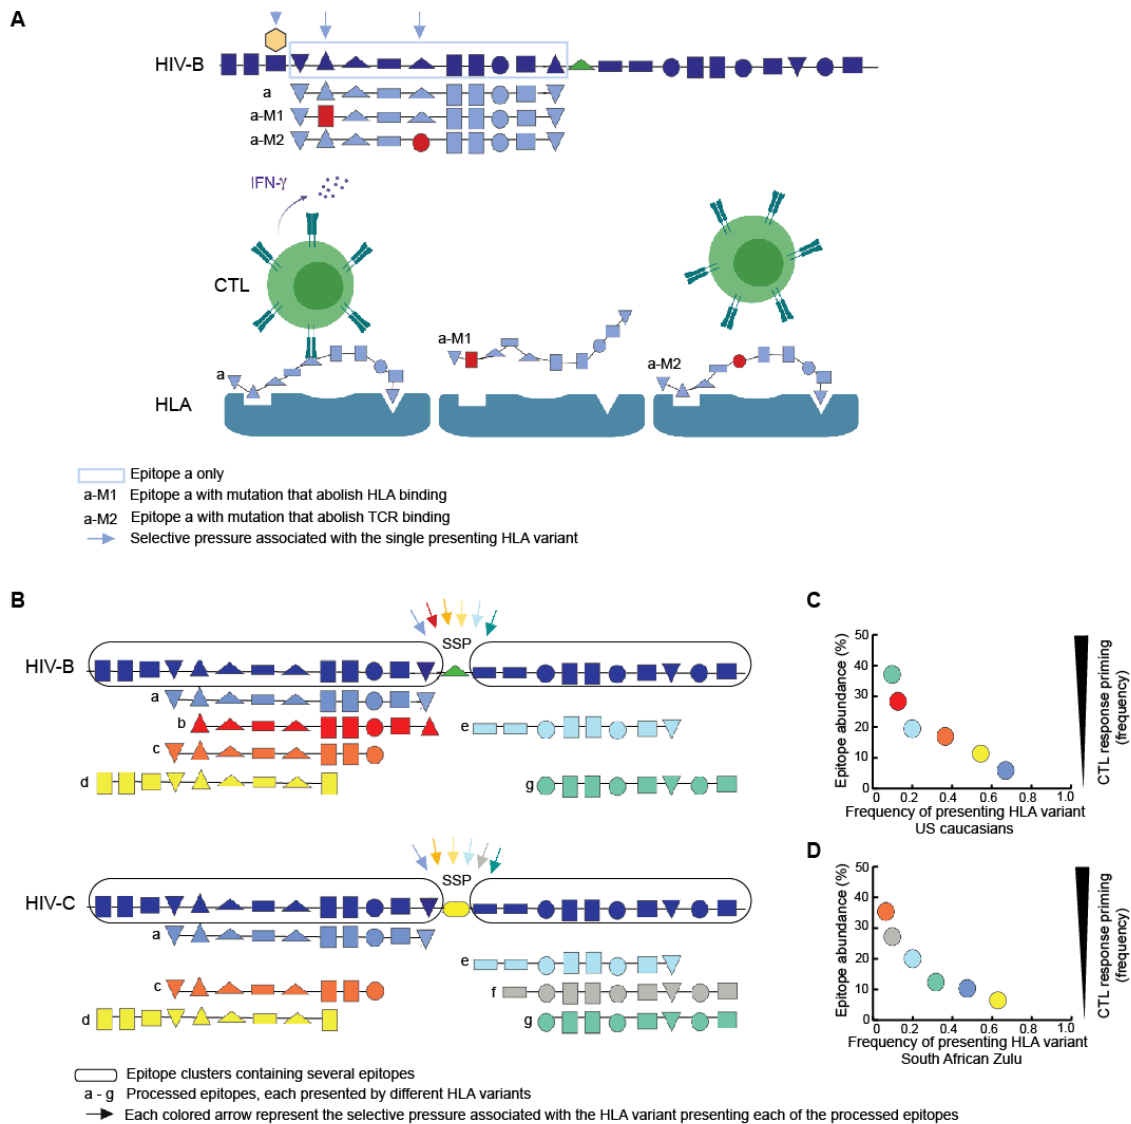 A
HIV-B
a
a-M1
a-M2
IFN-γ
CTL
a
a-M1
a-M2
HLA
Epitope a only
a-M1 Epitope a with mutation that abolish HLA binding
a-M2 Epitope a with mutation that abolish TCR binding
Selective pressure associated with the single presenting HLA variant
B
SSP
HIV-B
a
b
c
d
e
g
SSP
HIV-C
a
c
d
e
f
g
Epitope clusters containing several epitopes
a - g Processed epitopes, each presented by different HLA variants
Each colored arrow represent the selective pressure associated with the HLA variant presenting each of the processed epitopes
C
Epitope abundance (%)
50
40
30
20
10
0
0 0.2 0.4 0.6 0.8 1.0
Frequency of presenting HLA variant
US caucasians
CTL response priming
(frequency)
D
Epitope abundance (%)
50
40
30
20
10
0
0 0.2 0.4 0.6 0.8 1.0
Frequency of presenting HLA variant
South African Zulu
CTL response priming
(frequency)